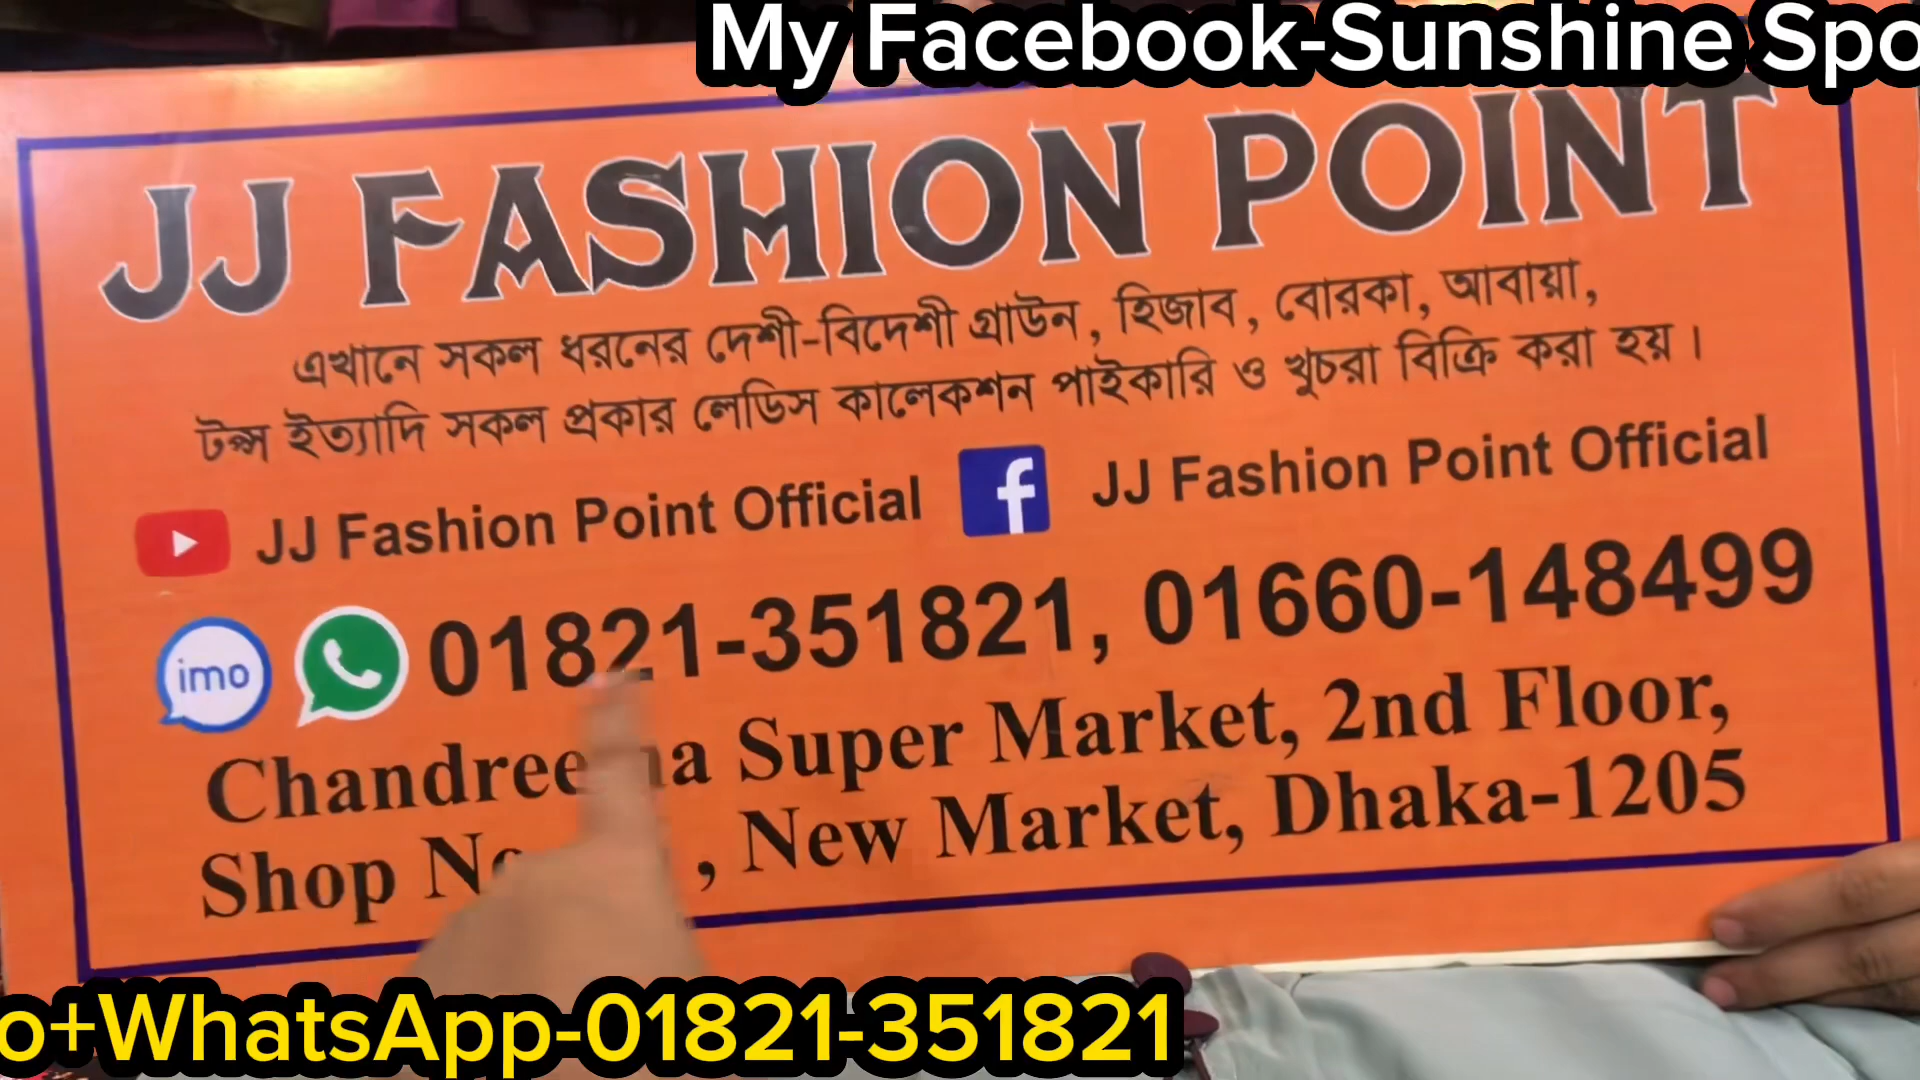 My Facebook-Sunshine Spo
JJ FASHION POINT
এখানে সকল ধরনের দেশী-বিদেশী গ্রাউন, হিজাব, বোরকা, আবায়া,
টপ্স ইত্যাদি সকল প্রকার লেডিস কালেকশন পাইকারি ও খুচরা বিক্রি করা হয়।
JJ Fashion Point Official f JJ Fashion Point Official
imo 01821-351821, 01660-148499
Super Market, 2nd Floor,
Shop , New Market, Dhaka-1205
o+WhatsApp-01821-351821